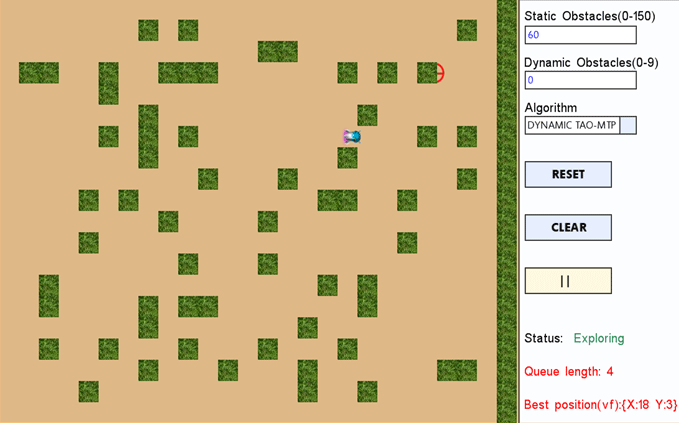 Static Obstacles(0-150)
60
Dynamic Obstacles(0-9)
0
Algorithm
DYNAMIC TAO-MTP
RESET
CLEAR
||
Status: Exploring
Queue length: 4
Best position(vf):{X:18 Y:3}